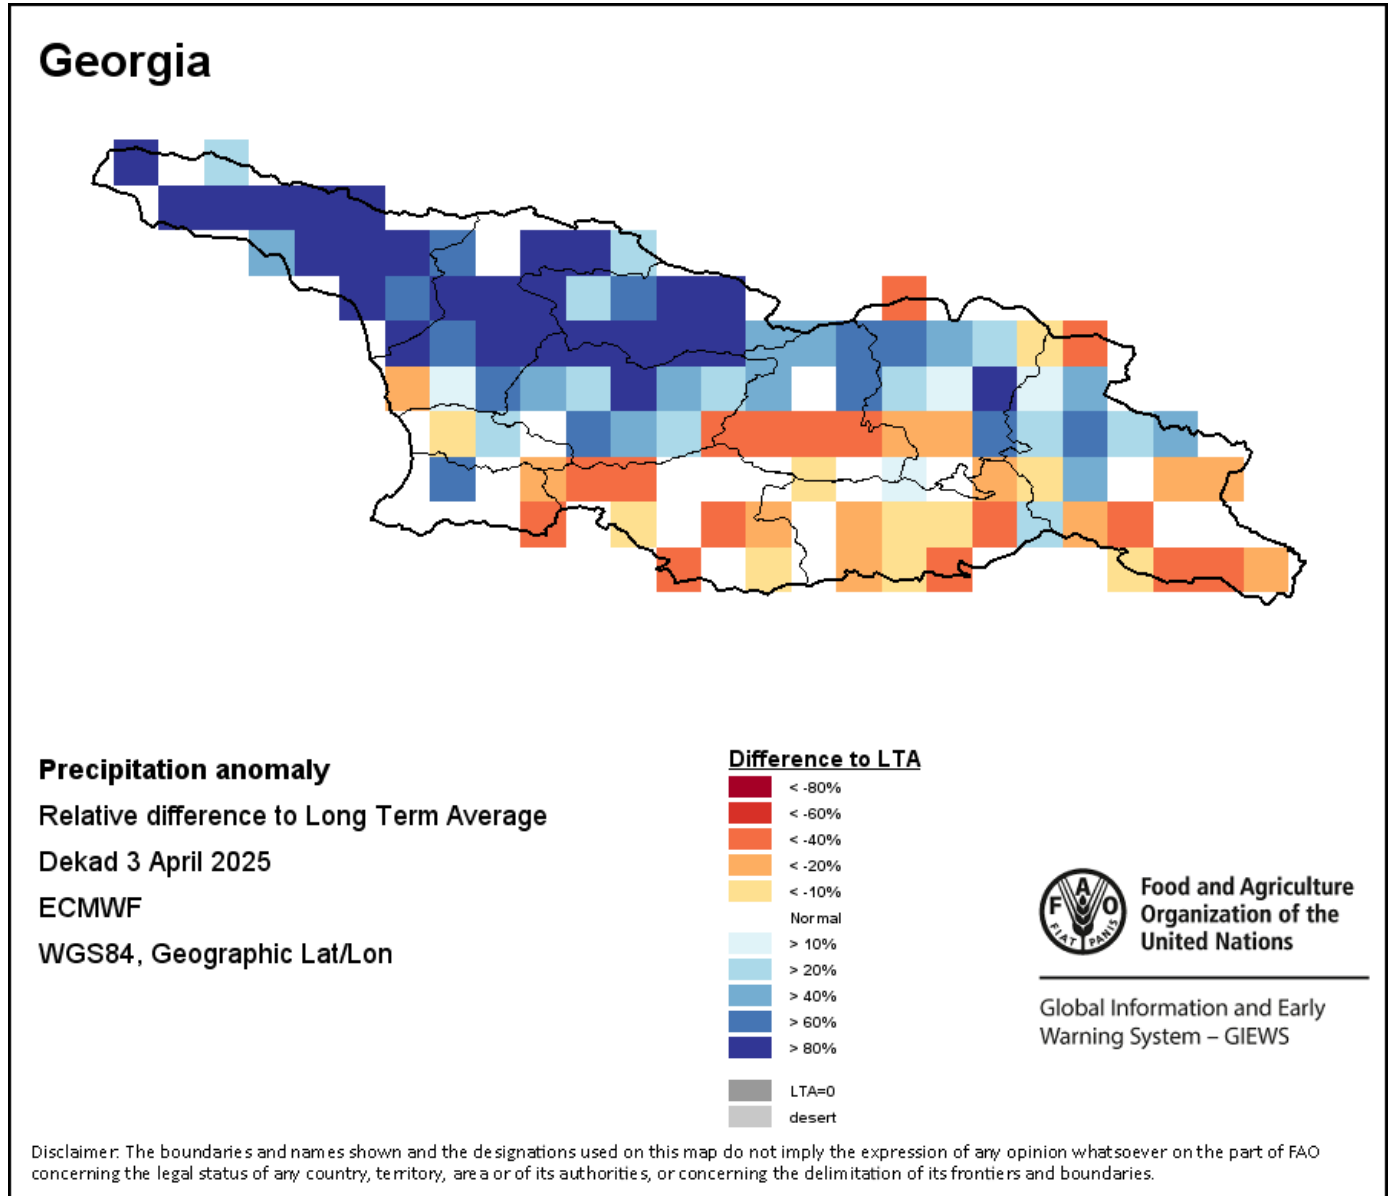 Georgia
Precipitation anomaly
Relative difference to Long Term Average
Dekad 3 April 2025
ECMWF
WGS84, Geographic Lat/Lon
Difference to LTA
< -80%
< -60%
< -40%
< -20%
< -10%
Normal
> 10%
> 20%
> 40%
> 60%
> 80%
LTA=0
desert
F A O
FIAT PANIS
Food and Agriculture
Organization of the
United Nations
Global Information and Early
Warning System – GIEWS
Disclaimer: The boundaries and names shown and the designations used on this map do not imply the expression of any opinion whatsoever on the part of FAO
concerning the legal status of any country, territory, area or of its authorities, or concerning the delimitation of its frontiers and boundaries.